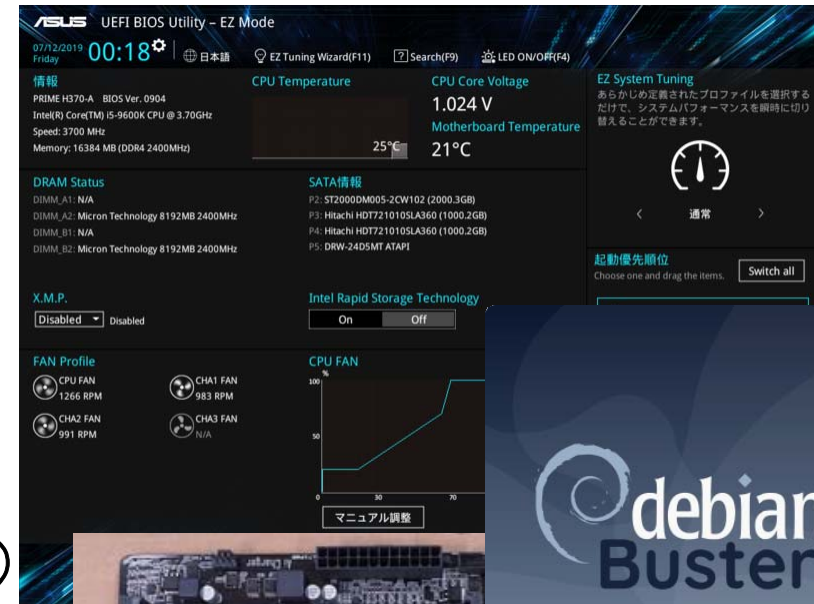 ASUS UEFI BIOS Utility – EZ Mode
07/12/2019
Friday
00:18
日本語
EZ Tuning Wizard(F11)
? Search(F9)
LED ON/OFF(F4)
情報
PRIME H370-A BIOS Ver. 0904
Intel(R) Core(TM) i5-9600K CPU @ 3.70GHz
Speed: 3700 MHz
Memory: 16384 MB (DDR4 2400MHz)
CPU Temperature
25°C
CPU Core Voltage
1.024 V
Motherboard Temperature
21°C
EZ System Tuning
あらかじめ定義されたプロファイルを選択する
だけで、システムパフォーマンスを瞬時に切り
替えることができます。
< 通常 >
DRAM Status
DIMM_A1: N/A
DIMM_A2: Micron Technology 8192MB 2400MHz
DIMM_B1: N/A
DIMM_B2: Micron Technology 8192MB 2400MHz
SATA情報
P2: ST2000DM005-2CW102 (2000.3GB)
P3: Hitachi HDT721010SLA360 (1000.2GB)
P4: Hitachi HDT721010SLA360 (1000.2GB)
P5: DRW-24D5MT ATAPI
起動優先順位
Choose one and drag the items.
Switch all
X.M.P.
Disabled Disabled
Intel Rapid Storage Technology
On Off
FAN Profile
CPU FAN
1266 RPM
CHA1 FAN
983 RPM
CHA2 FAN
991 RPM
CHA3 FAN
N/A
CPU FAN
%
100
50
0 30 70
マニュアル調整
debian
Buster